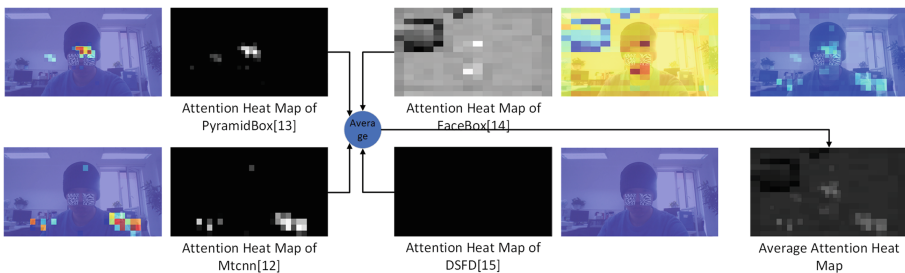 Attention Heat Map of
PyramidBox[13]
Attention Heat Map of
FaceBox[14]
Avera
ge
Attention Heat Map of
Mtcnn[12]
Attention Heat Map of
DSFD[15]
Average Attention Heat
Map